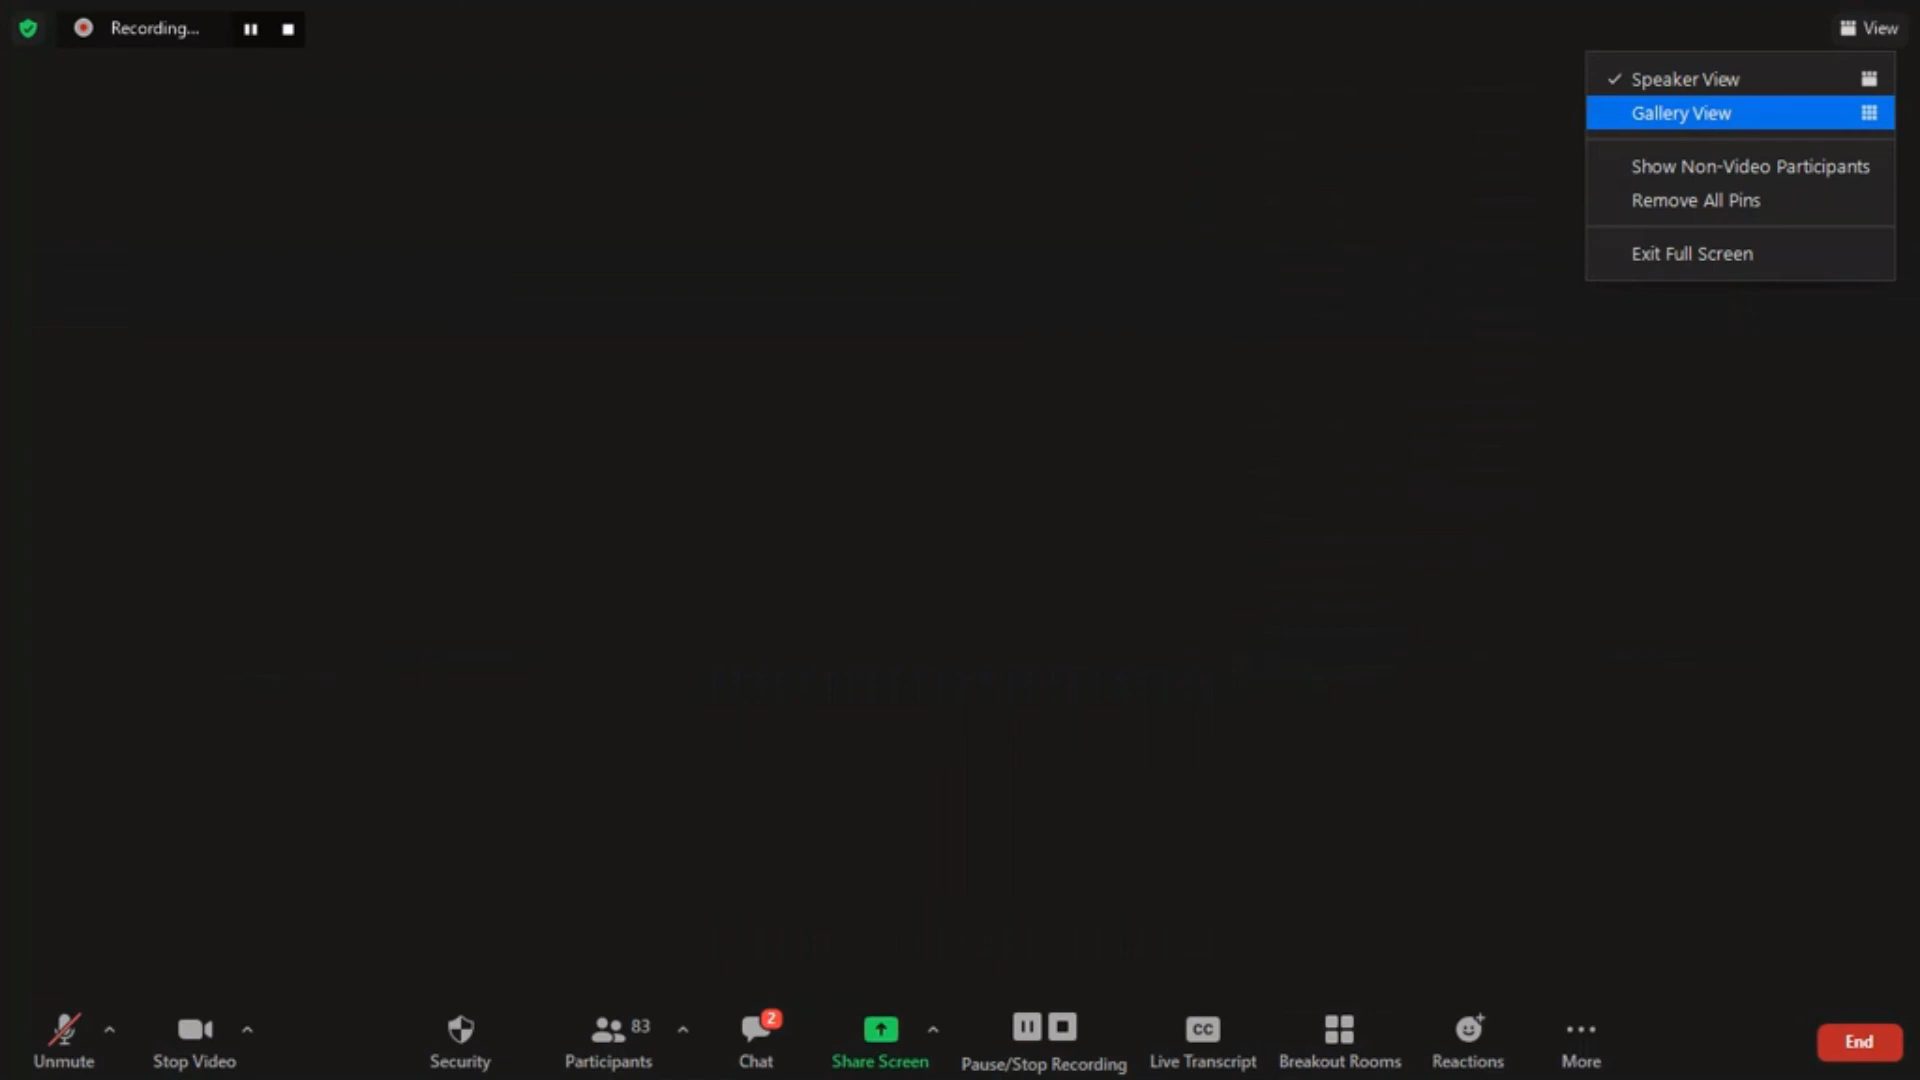 Recording...
View
Speaker View
Gallery View
Show Non-Video Participants
Remove All Pins
Exit Full Screen
Unmute
Stop Video
Security
83
Participants
2
Chat
Share Screen
Pause/Stop Recording
CC
Live Transcript
Breakout Rooms
Reactions
More
End